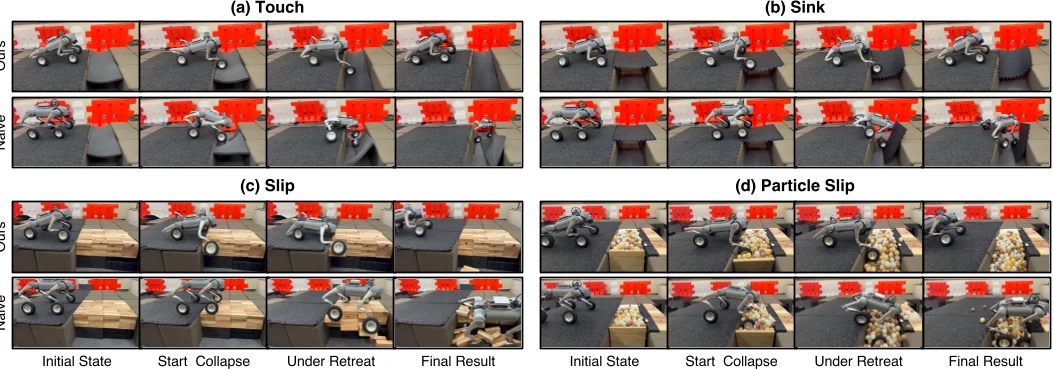 (a) Touch
(b) Sink
Ours
Naive
(c) Slip
(d) Particle Slip
Ours
Naive
Initial State Start Collapse Under Retreat Final Result
Initial State Start Collapse Under Retreat Final Result